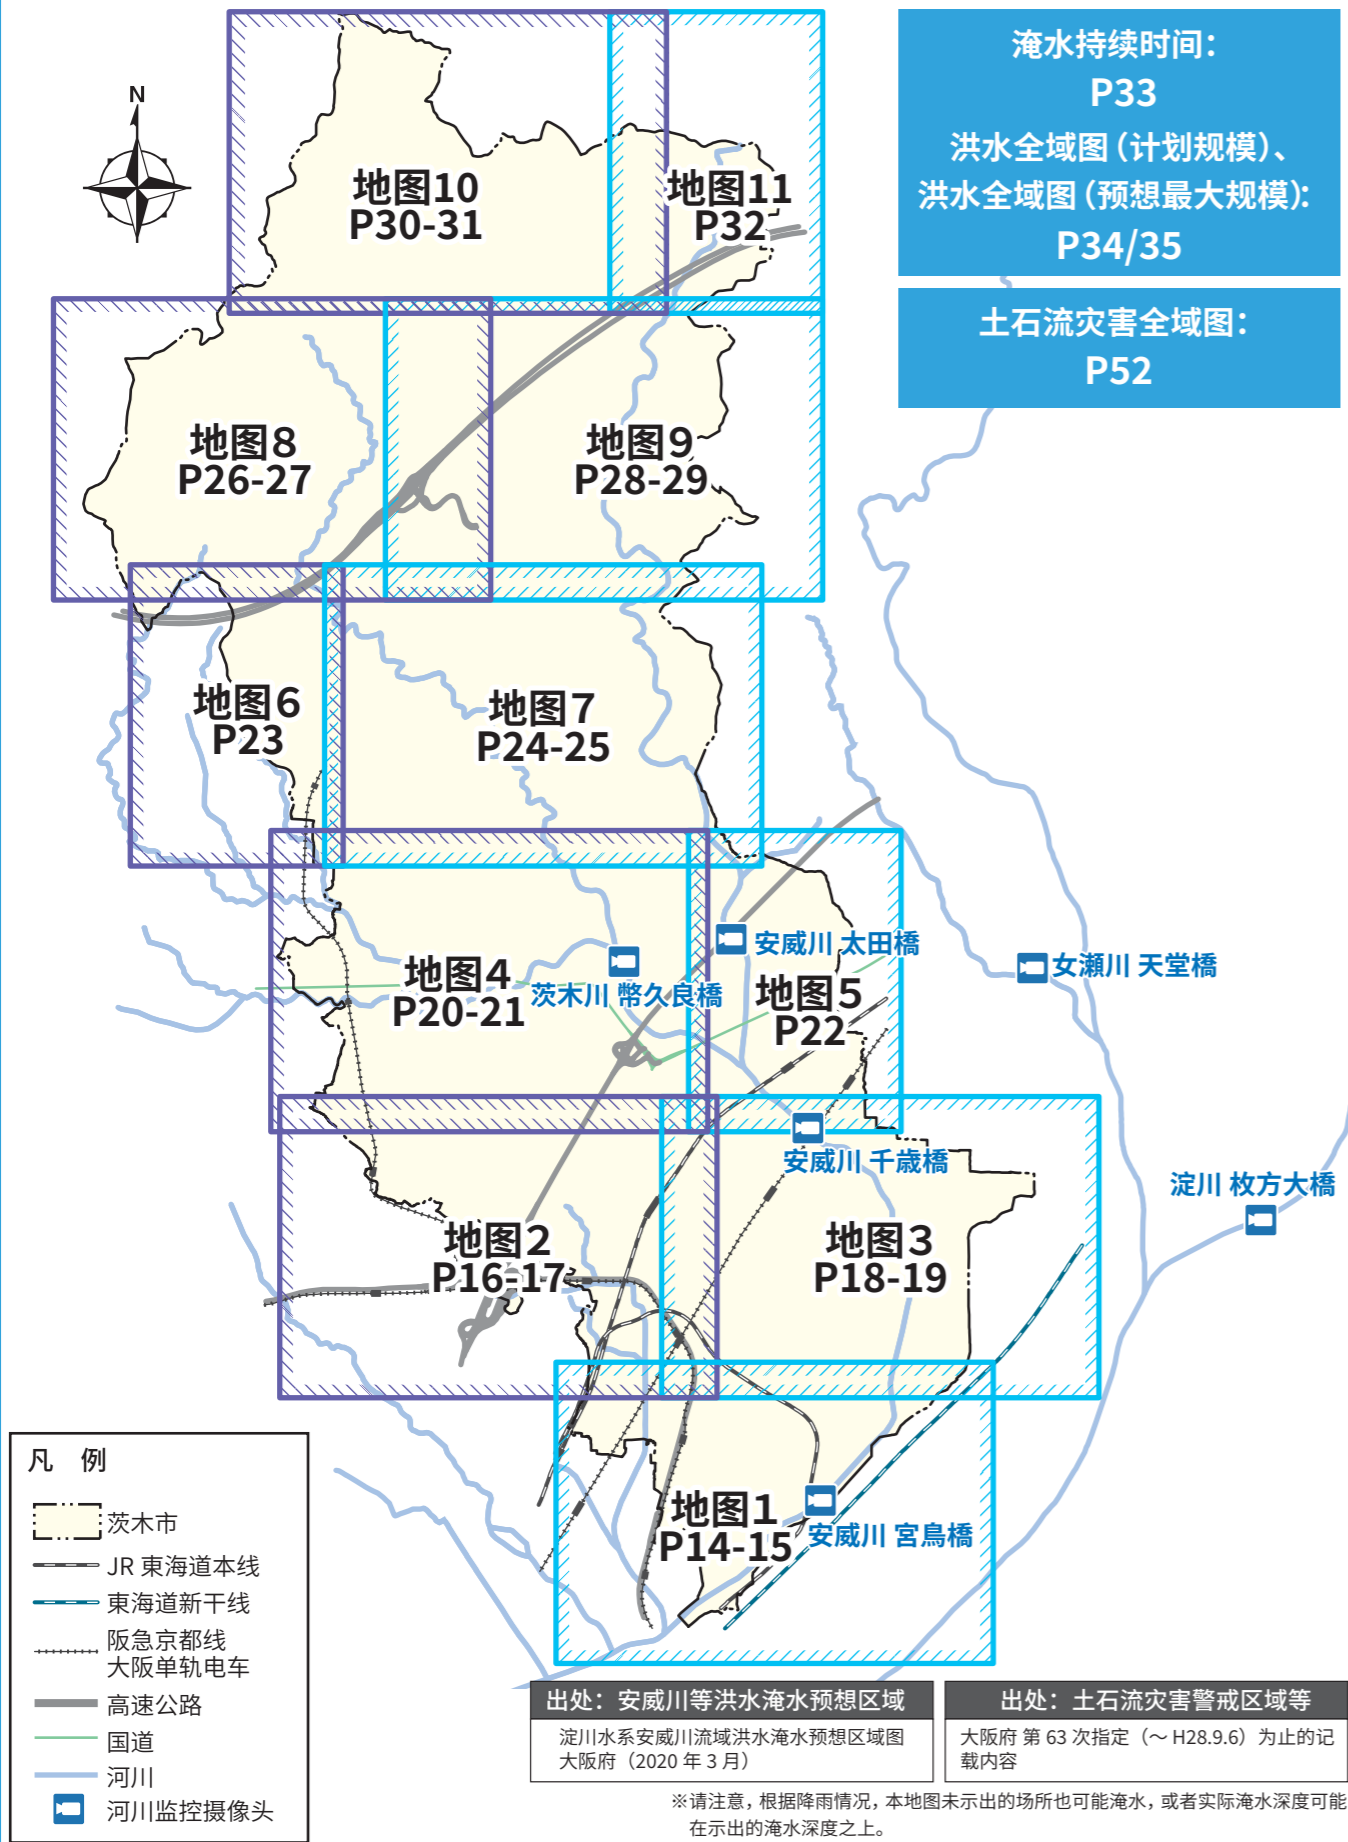 淹水持续时间：
P33
洪水全域图（计划规模）、
洪水全域图（预想最大规模）：
P34/35
土石流灾害全域图：
P52
N
地图10
P30-31
地图11
P32
地图8
P26-27
地图9
P28-29
地图6
P23
地图7
P24-25
安威川 太田橋
女瀬川 天堂橋
地图4
P20-21
茨木川 幣久良橋
地图5
P22
安威川 千歳橋
淀川 枚方大橋
地图2
P16-17
地图3
P18-19
地图1
P14-15
安威川 宮鳥橋
凡 例
茨木市
JR 東海道本线
東海道新干线
阪急京都线
大阪单轨电车
高速公路
国道
河川
河川监控摄像头
出处：安威川等洪水淹水预想区域
淀川水系安威川流域洪水淹水预想区域图
大阪府（2020 年 3 月）
出处：土石流灾害警戒区域等
大阪府 第 63 次指定（～ H28.9.6）为止的记
载内容
※请注意，根据降雨情况，本地图未示出的场所也可能淹水，或者实际淹水深度可能
在示出的淹水深度之上。